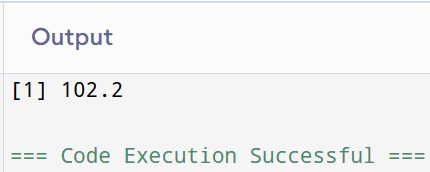 Output
[1] 102.2
=== Code Execution Successful ===